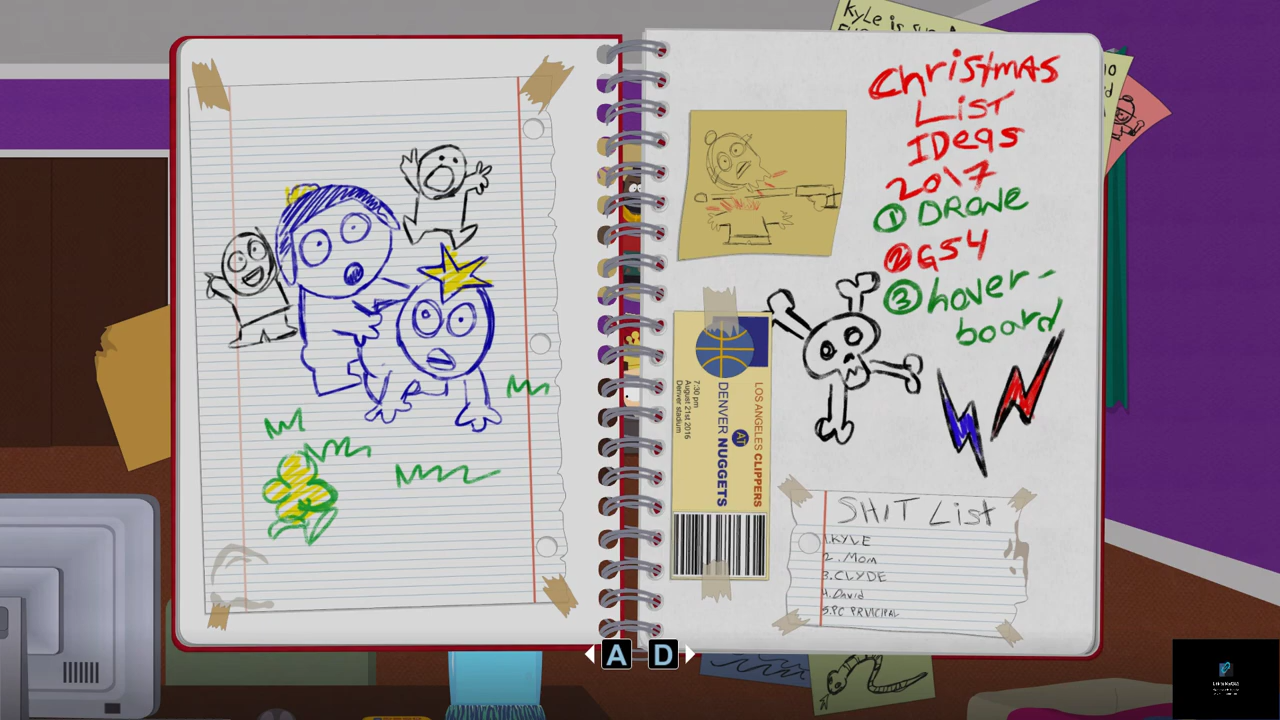 Kyle is
Christmas
List
Ideas
2017
① DRONE
② GS4
③ hover-
board
LOS ANGELES CLIPPERS
AT
DENVER NUGGETS
7:30 pm
August 21st 2016
Denver stadium
SHIT List
1.KYLE
2.Mom
3.CLYDE
4.David
5.PC PRVICIPAL
A D